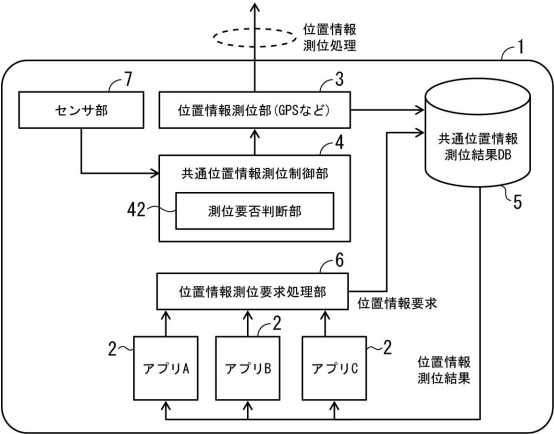 位置情報
測位処理
1
7
3
センサ部
位置情報測位部(GPSなど)
共通位置情報
測位結果DB
4
共通位置情報測位制御部
42
測位要否判断部
5
6
位置情報測位要求処理部
位置情報要求
2
2
2
アプリA
アプリB
アプリC
位置情報
測位結果